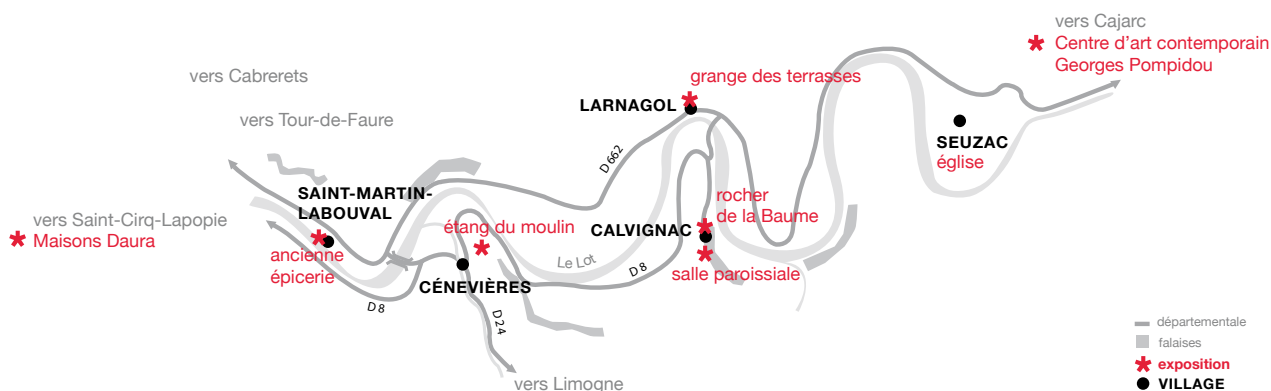 vers Cajarc
Centre d'art contemporain
Georges Pompidou
vers Cabrerets
grange des terrasses
LARNAGOL
vers Tour-de-Faure
SEUZAC
église
D 662
SAINT-MARTIN-
LABOUVAL
vers Saint-Cirq-Lapopie
Maisons Daura
rocher
de la Baume
étang du moulin
CALVIGNAC
ancienne
épicerie
Le Lot
D 8
salle paroissiale
CÉNEVIÈRES
D 8
D 24
vers Limogne
départementale
falaises
exposition
VILLAGE